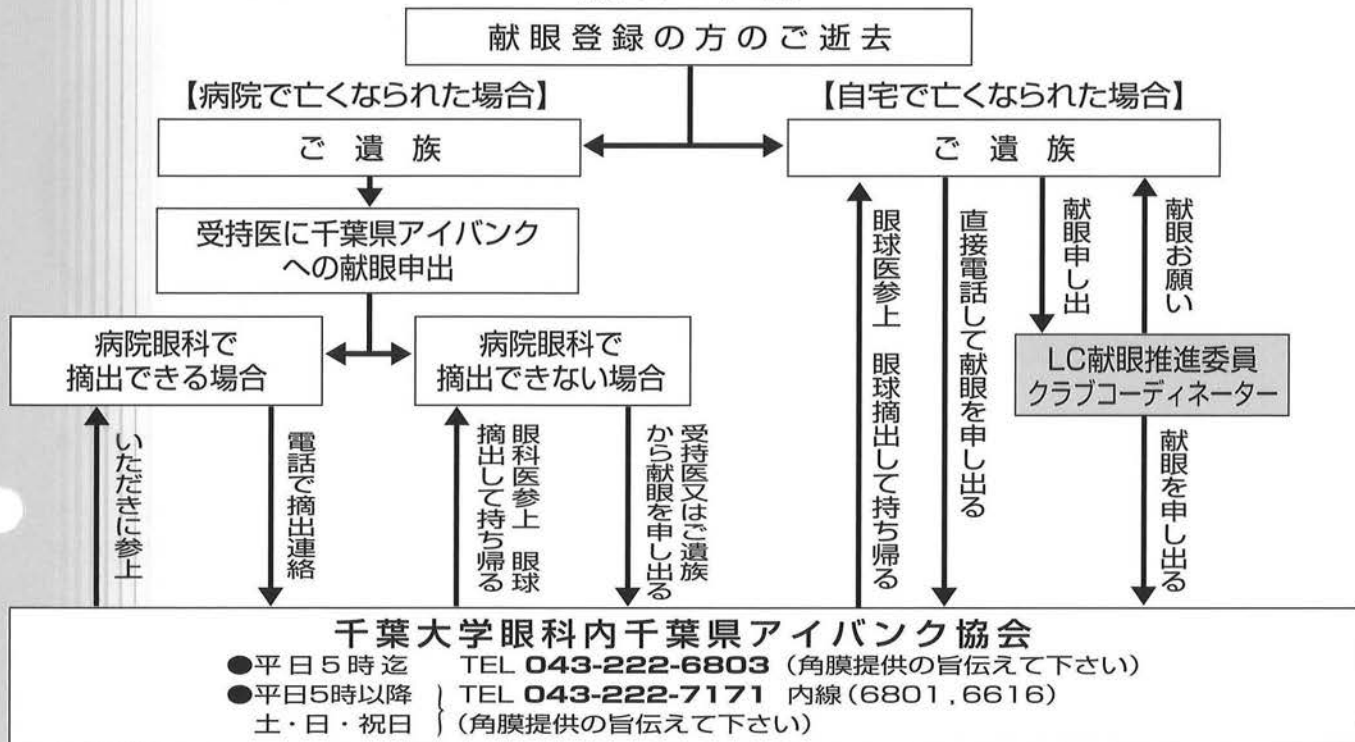 献眼登録の方のご逝去
【病院で亡くなられた場合】
【自宅で亡くなられた場合】
ご遺族
ご遺族
受持医に千葉県アイバンク
への献眼申出
病院眼科で
摘出できる場合
病院眼科で
摘出できない場合
LC献眼推進委員
クラブコーディネーター
いただきに参上
電話で摘出連絡
眼科医参上 眼球
摘出して持ち帰る
受持医又はご遺族
から献眼を申し出る
眼球医参上 眼球摘出して持ち帰る
直接電話して献眼を申し出る
献眼申し出
献眼お願い
献眼を申し出る
千葉大学眼科内千葉県アイバンク協会
●平日5時迄 TEL 043-222-6803 (角膜提供の旨伝えて下さい)
●平日5時以降 TEL 043-222-7171 内線(6801,6616)
土・日・祝日 (角膜提供の旨伝えて下さい)